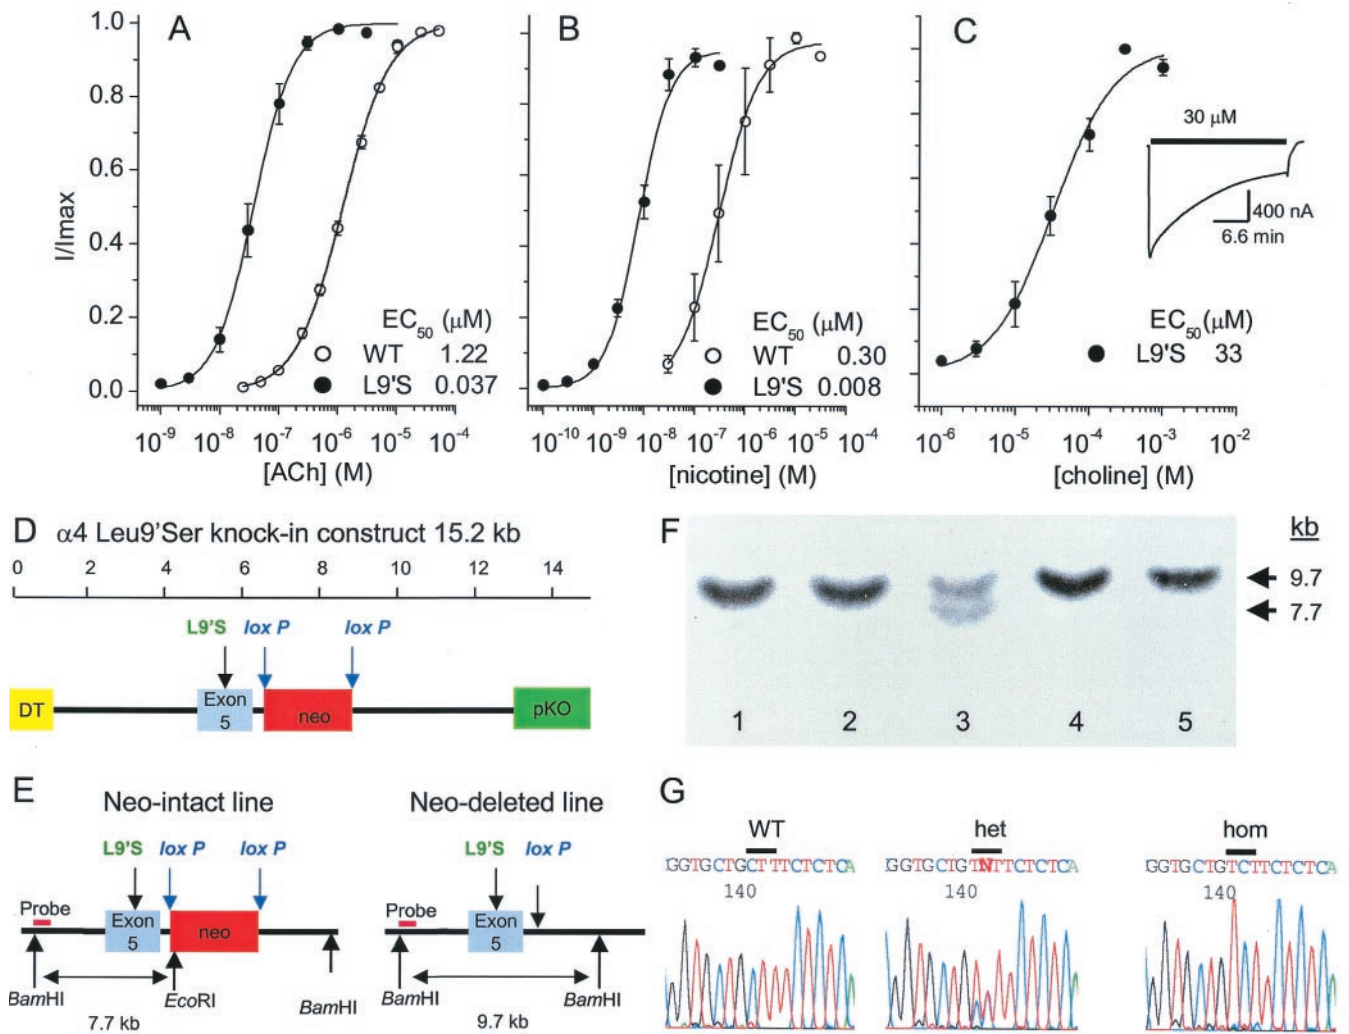 A
B
C
I/Imax
1.0
0.8
0.6
0.4
0.2
0.0
EC50 (µM)
WT 1.22
L9'S 0.037
10-9 10-8 10-7 10-6 10-5 10-4
[ACh] (M)
EC50 (µM)
WT 0.30
L9'S 0.008
10-10 10-9 10-8 10-7 10-6 10-5 10-4
[nicotine] (M)
30 µM
400 nA
6.6 min
EC50(µM)
L9'S 33
10-6 10-5 10-4 10-3 10-2
[choline] (M)
D α4 Leu9'Ser knock-in construct 15.2 kb
0 2 4 6 8 10 12 14
L9'S lox P lox P
DT Exon 5 neo pKO
E
Neo-intact line
L9'S lox P lox P
Probe
Exon 5 neo
BamHI EcoRI BamHI
7.7 kb
Neo-deleted line
L9'S lox P
Probe
Exon 5
BamHI BamHI
9.7 kb
F
kb
9.7
7.7
1 2 3 4 5
G
WT
GGTGCTGCTTTCTCTCA
140
het
GGTGCTGTNTTCTCTCA
140
hom
GGTGCTGTCTTCTCTCA
140